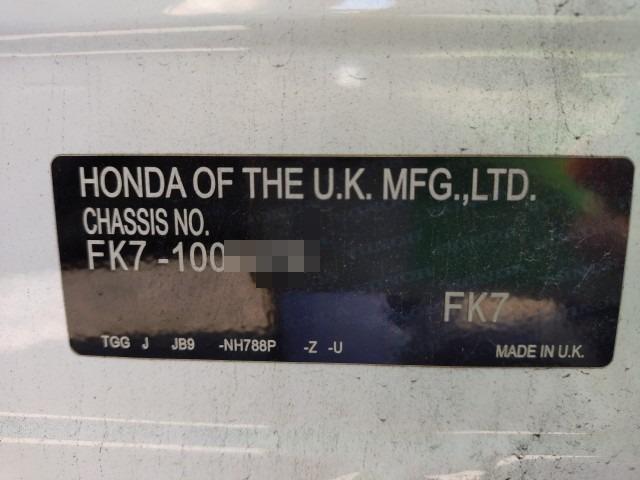 HONDA OF THE U.K. MFG.,LTD.
CHASSIS NO.
FK7-100
FK7
TGG J JB9 -NH788P -Z -U
MADE IN U.K.